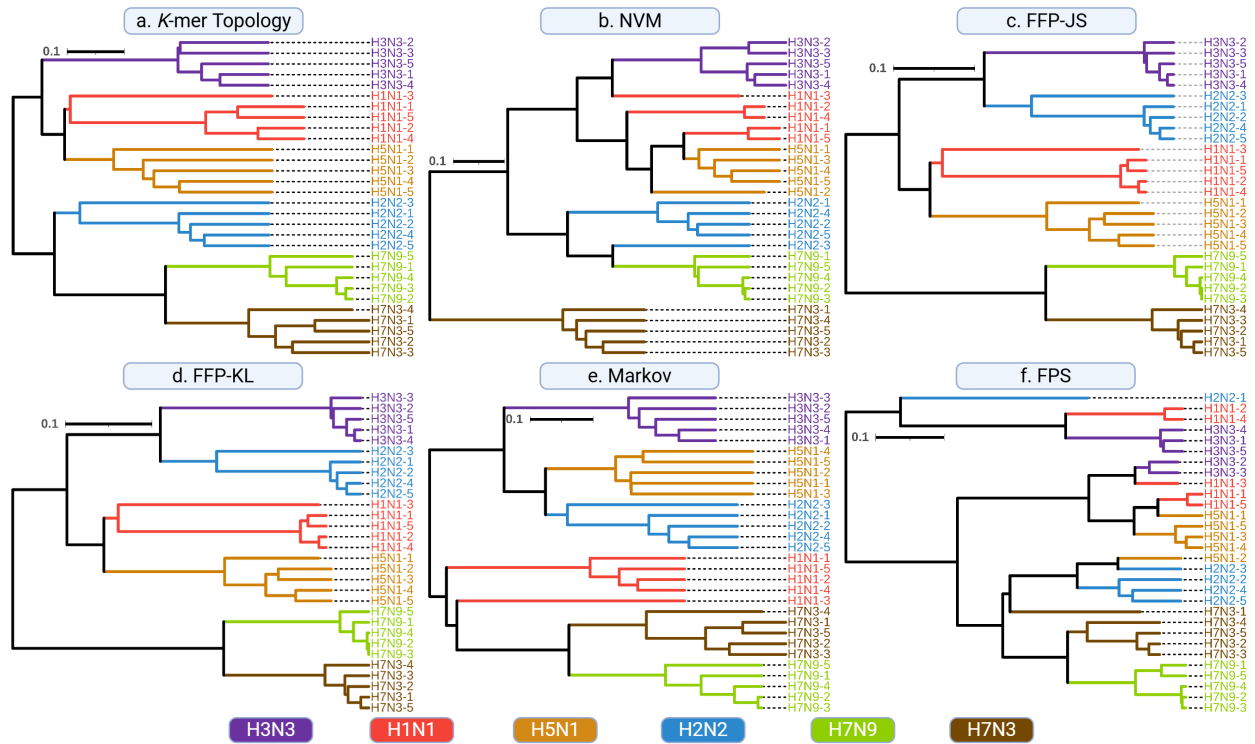 a. K-mer Topology
0.1
H3N3-2
H3N3-3
H3N3-5
H3N3-1
H3N3-4
H1N1-3
H1N1-1
H1N1-5
H1N1-2
H1N1-4
H5N1-1
H5N1-2
H5N1-3
H5N1-4
H5N1-5
H2N2-3
H2N2-1
H2N2-2
H2N2-4
H2N2-5
H7N9-5
H7N9-1
H7N9-4
H7N9-3
H7N9-2
H7N3-4
H7N3-1
H7N3-5
H7N3-2
H7N3-3
b. NVM
0.1
H3N3-2
H3N3-3
H3N3-5
H3N3-1
H3N3-4
H1N1-3
H1N1-2
H1N1-4
H1N1-1
H1N1-5
H5N1-1
H5N1-3
H5N1-4
H5N1-5
H5N1-2
H2N2-1
H2N2-4
H2N2-2
H2N2-5
H2N2-3
H7N9-1
H7N9-5
H7N9-4
H7N9-2
H7N9-3
H7N3-1
H7N3-4
H7N3-5
H7N3-2
H7N3-3
c. FFP-JS
0.1
H3N3-2
H3N3-3
H3N3-5
H3N3-1
H3N3-4
H2N2-3
H2N2-1
H2N2-2
H2N2-4
H2N2-5
H1N1-3
H1N1-1
H1N1-5
H1N1-2
H1N1-4
H5N1-1
H5N1-2
H5N1-3
H5N1-4
H5N1-5
H7N9-5
H7N9-1
H7N9-4
H7N9-2
H7N9-3
H7N3-4
H7N3-3
H7N3-2
H7N3-1
H7N3-5
d. FFP-KL
0.1
H3N3-3
H3N3-2
H3N3-5
H3N3-1
H3N3-4
H2N2-3
H2N2-1
H2N2-2
H2N2-4
H2N2-5
H1N1-3
H1N1-1
H1N1-5
H1N1-2
H1N1-4
H5N1-1
H5N1-2
H5N1-3
H5N1-4
H5N1-5
H7N9-5
H7N9-1
H7N9-4
H7N9-2
H7N9-3
H7N3-4
H7N3-3
H7N3-2
H7N3-1
H7N3-5
e. Markov
0.1
H3N3-3
H3N3-2
H3N3-5
H3N3-4
H3N3-1
H5N1-4
H5N1-5
H5N1-2
H5N1-1
H5N1-3
H2N2-3
H2N2-1
H2N2-2
H2N2-4
H2N2-5
H1N1-1
H1N1-5
H1N1-2
H1N1-4
H1N1-3
H7N3-4
H7N3-1
H7N3-5
H7N3-2
H7N3-3
H7N9-5
H7N9-1
H7N9-4
H7N9-2
H7N9-3
f. FPS
0.1
H2N2-1
H1N1-2
H1N1-4
H3N3-4
H3N3-1
H3N3-5
H3N3-2
H3N3-3
H1N1-3
H1N1-1
H1N1-5
H5N1-1
H5N1-5
H5N1-3
H5N1-4
H5N1-2
H2N2-3
H2N2-2
H2N2-4
H2N2-5
H7N3-1
H7N3-4
H7N3-5
H7N3-2
H7N3-3
H7N9-1
H7N9-5
H7N9-4
H7N9-2
H7N9-3
H3N3
H1N1
H5N1
H2N2
H7N9
H7N3